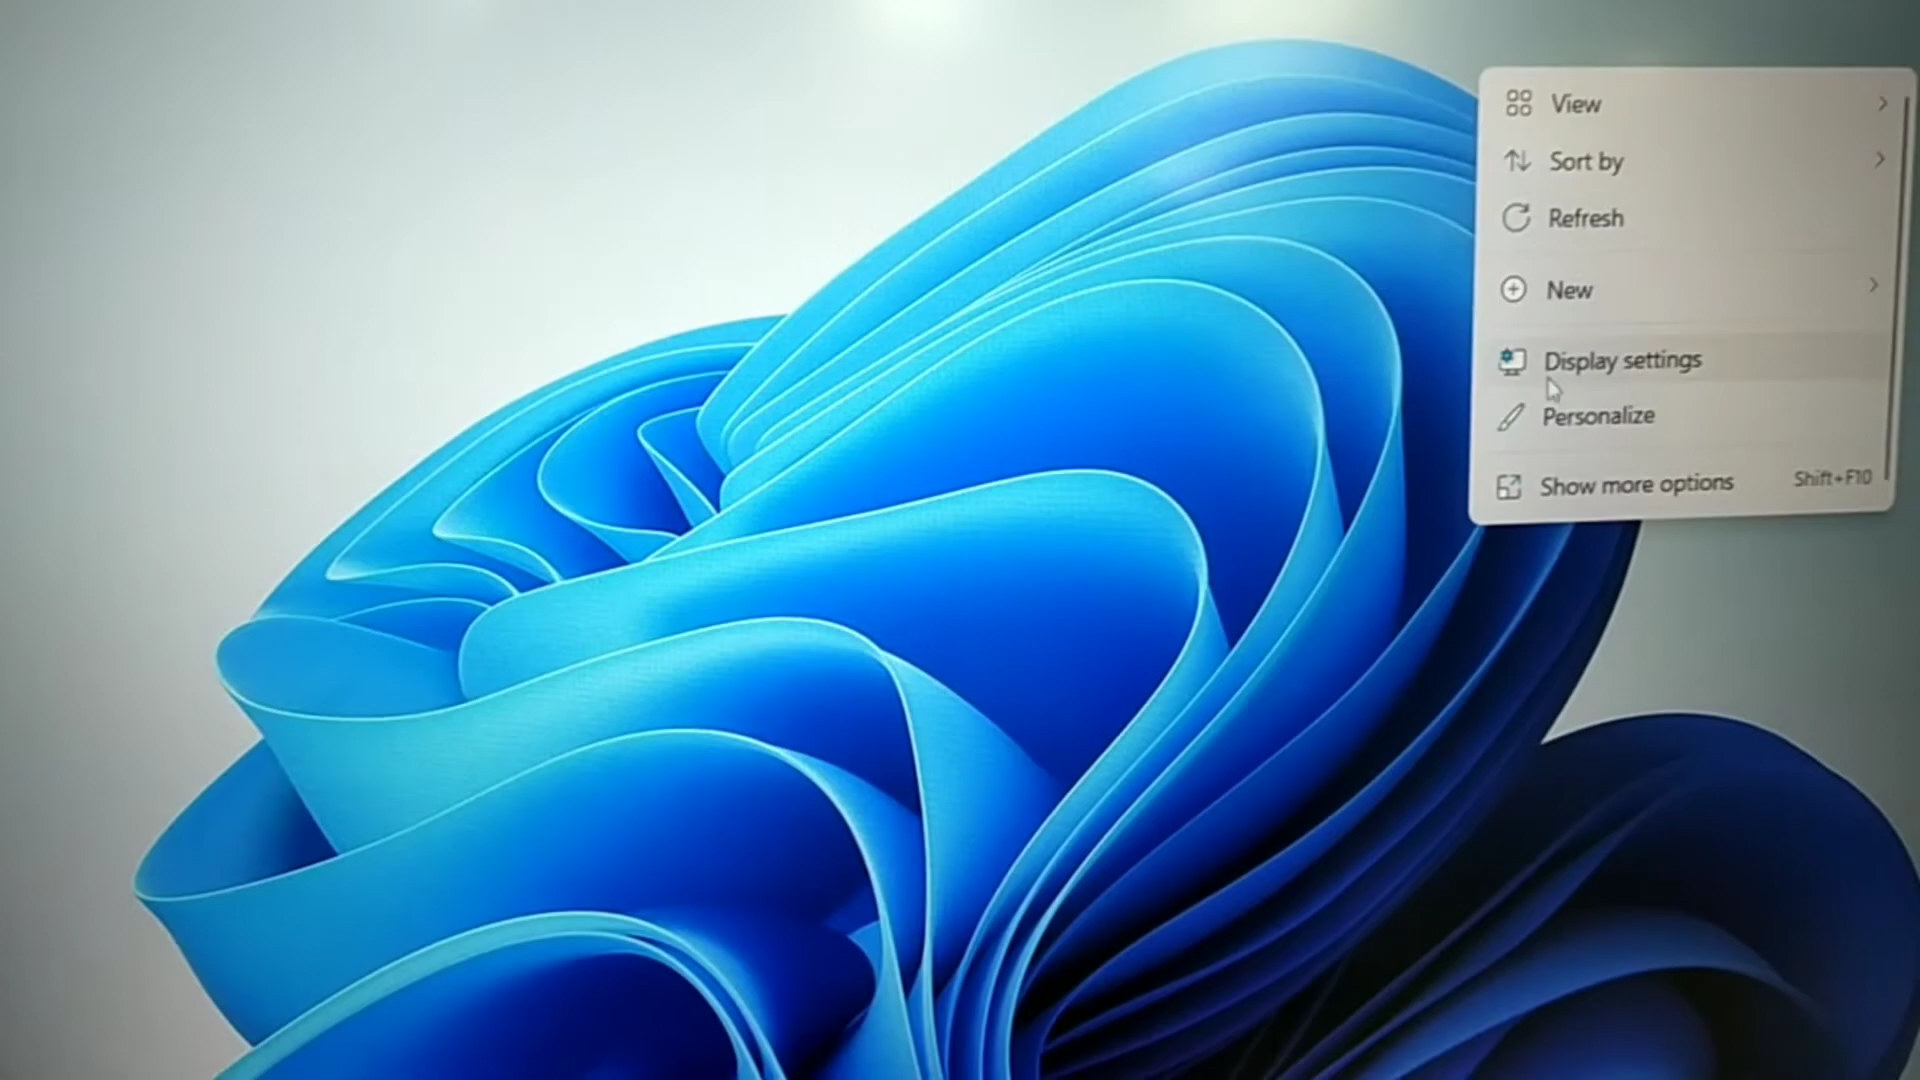 View
Sort by
Refresh
New
Display settings
Personalize
Show more options Shift+F10